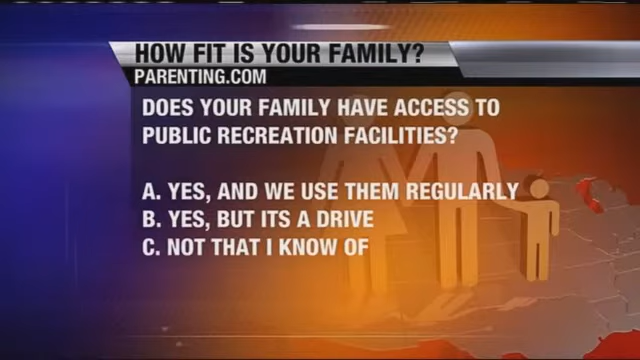 HOW FIT IS YOUR FAMILY?
PARENTING.COM
DOES YOUR FAMILY HAVE ACCESS TO
PUBLIC RECREATION FACILITIES?
A. YES, AND WE USE THEM REGULARLY
B. YES, BUT ITS A DRIVE
C. NOT THAT I KNOW OF